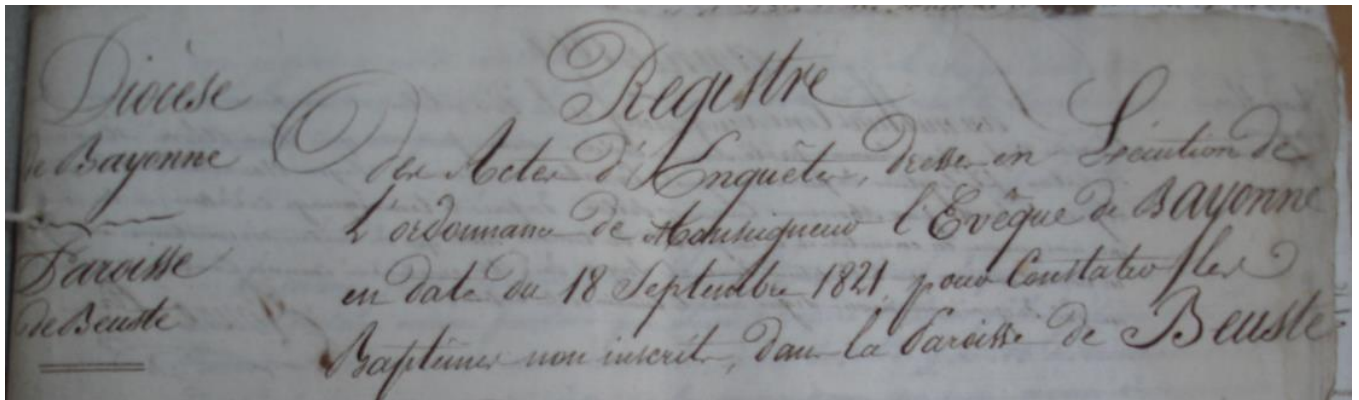 Diocèse
de Bayonne
Paroisse
de Beuste
Registre
des Actes d'Enquête, dressés en Exécution de
l'ordonnance de Monseigneur l'Evêque de BAYONNE
en date du 18 Septembre 1821, pour Constater les
Baptêmes non inscrits, dans la Paroisse de Beuste